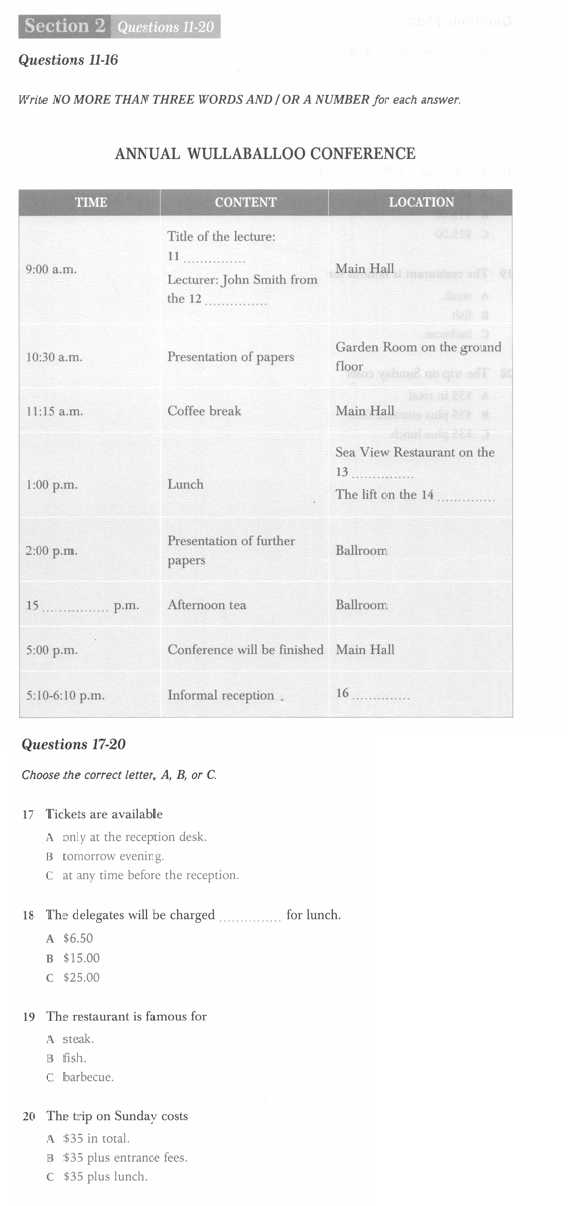 Section 2 Questions 11-20
Questions 11-16
Write NO MORE THAN THREE WORDS AND / OR A NUMBER for each answer.
ANNUAL WULLABALLOO CONFERENCE
TIME CONTENT LOCATION
9:00 a.m.
Title of the lecture:
11 ...............
Lecturer: John Smith from
the 12 ...............
Main Hall
10:30 a.m.
Presentation of papers
Garden Room on the ground
floor
11:15 a.m. Coffee break Main Hall
1:00 p.m.
Lunch
Sea View Restaurant on the
13 ...............
The lift on the 14 ..............
2:00 p.m.
Presentation of further
papers
Ballroom
15 ................ p.m. Afternoon tea Ballroom
5:00 p.m. Conference will be finished Main Hall
5:10-6:10 p.m. Informal reception 16 ..............
Questions 17-20
Choose the correct letter, A, B, or C.
17 Tickets are available
A only at the reception desk.
B tomorrow evening.
C at any time before the reception.
18 The delegates will be charged ............... for lunch.
A $6.50
B $15.00
C $25.00
19 The restaurant is famous for
A steak.
B fish.
C barbecue.
20 The trip on Sunday costs
A $35 in total.
B $35 plus entrance fees.
C $35 plus lunch.